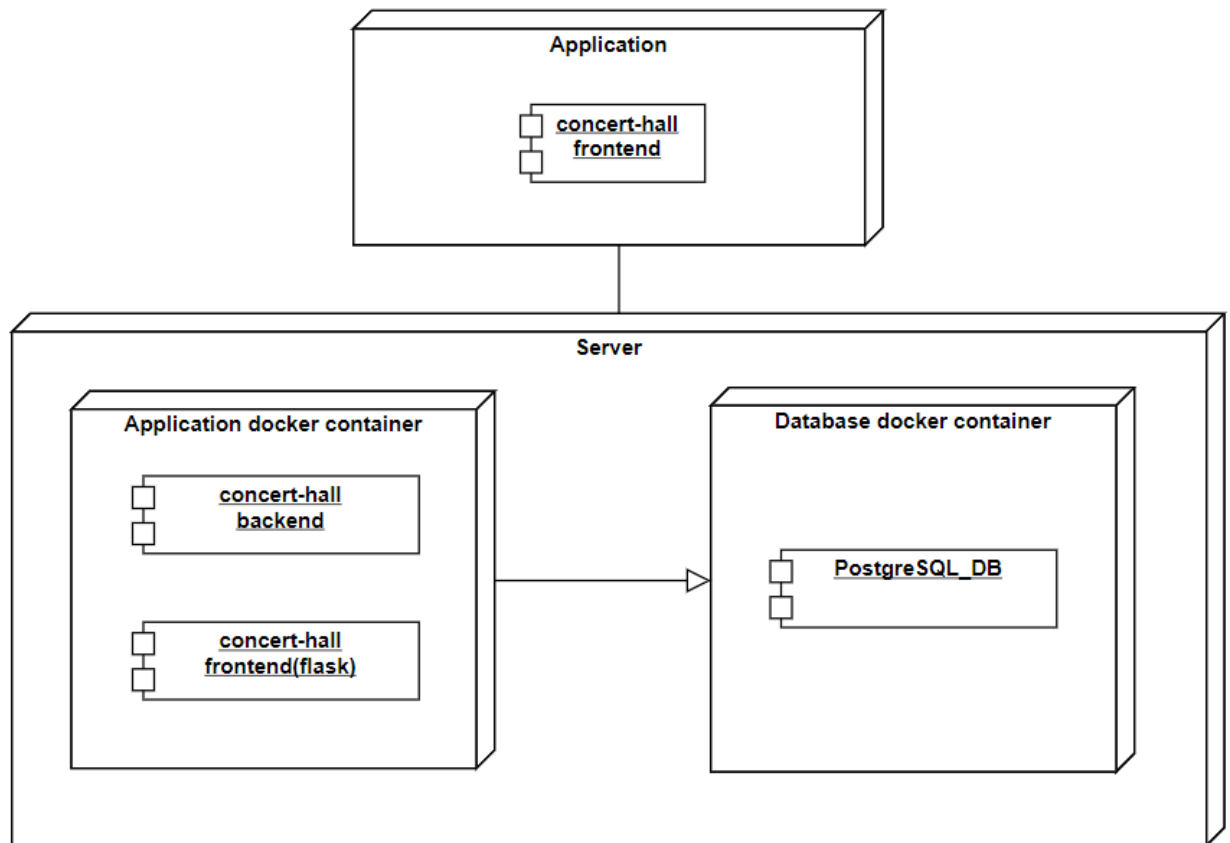 Application
concert-hall
frontend
Server
Application docker container
concert-hall
backend
concert-hall
frontend(flask)
Database docker container
PostgreSQL_DB